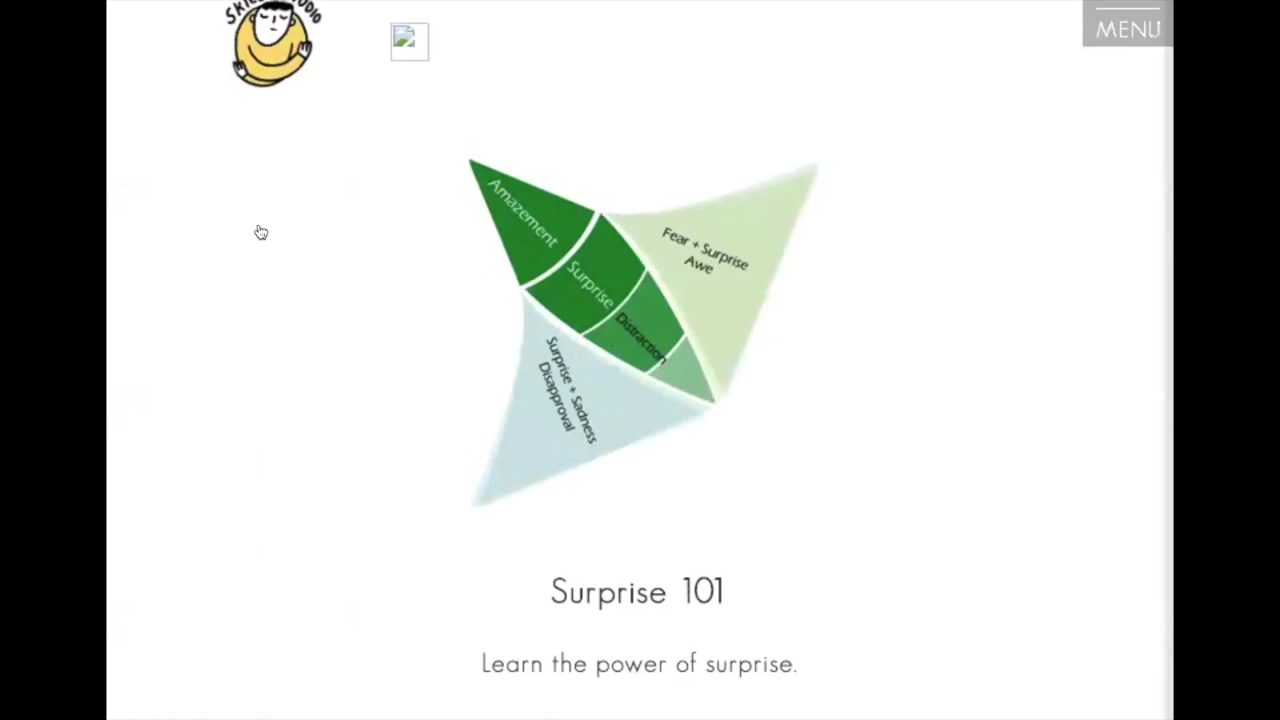 MENU
Amazement
Surprise
Distraction
Fear + Surprise
Awe
Surprise + Sadness
Disapproval
Surprise 101
Learn the power of surprise.